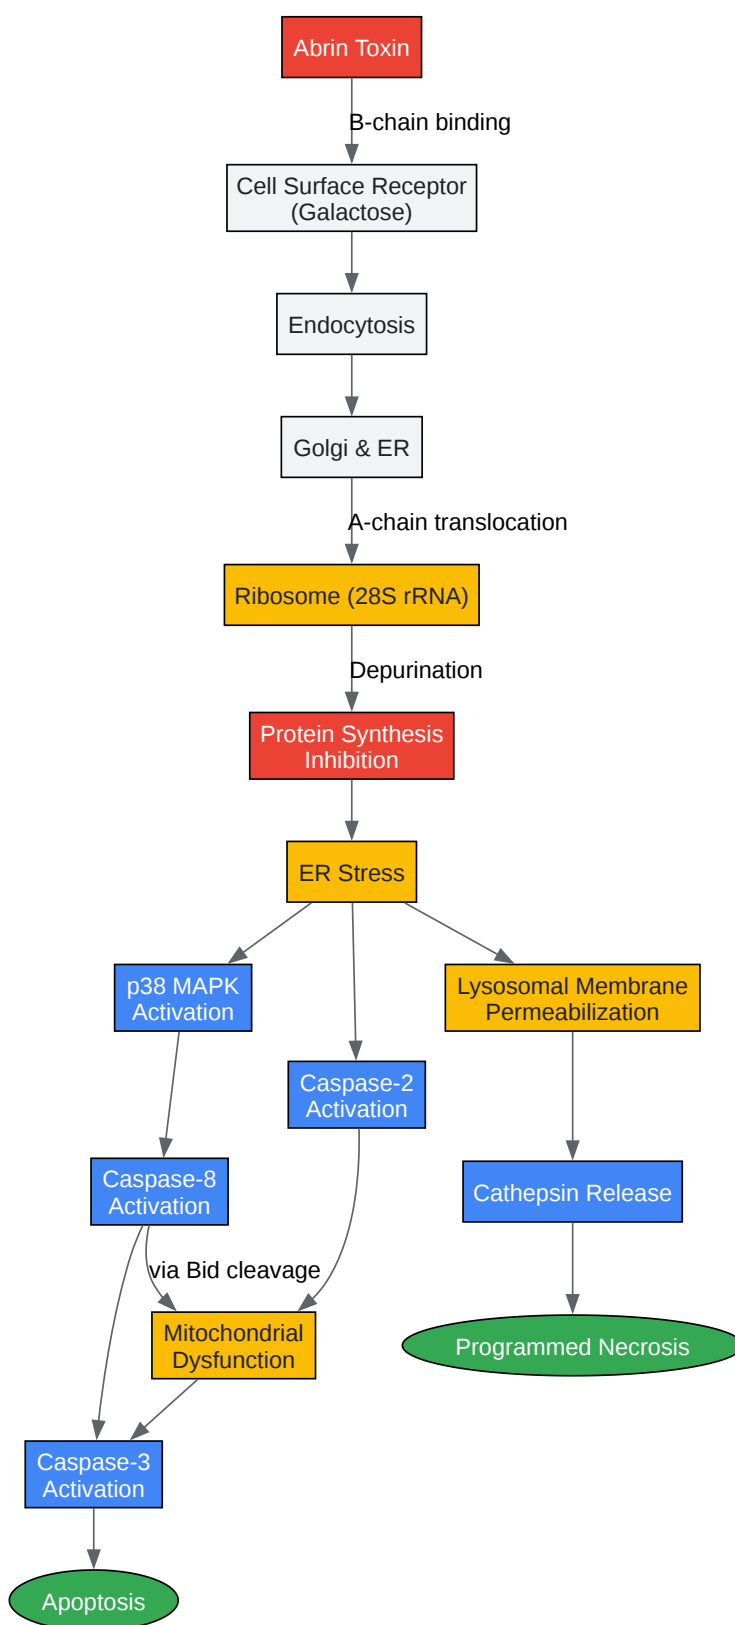 Abrin Toxin
B-chain binding
Cell Surface Receptor
(Galactose)
Endocytosis
Golgi & ER
A-chain translocation
Ribosome (28S rRNA)
Depurination
Protein Synthesis
Inhibition
ER Stress
p38 MAPK
Activation
Lysosomal Membrane
Permeabilization
Caspase-2
Activation
Caspase-8
Activation
Cathepsin Release
via Bid cleavage
Mitochondrial
Dysfunction
Programmed Necrosis
Caspase-3
Activation
Apoptosis